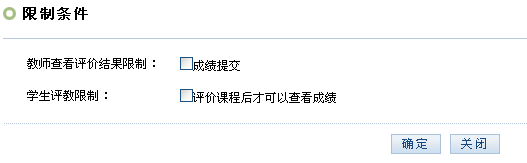 限制条件
教师查看评价结果限制： 成绩提交
学生评教限制： 评价课程后才可以查看成绩
确定 关闭